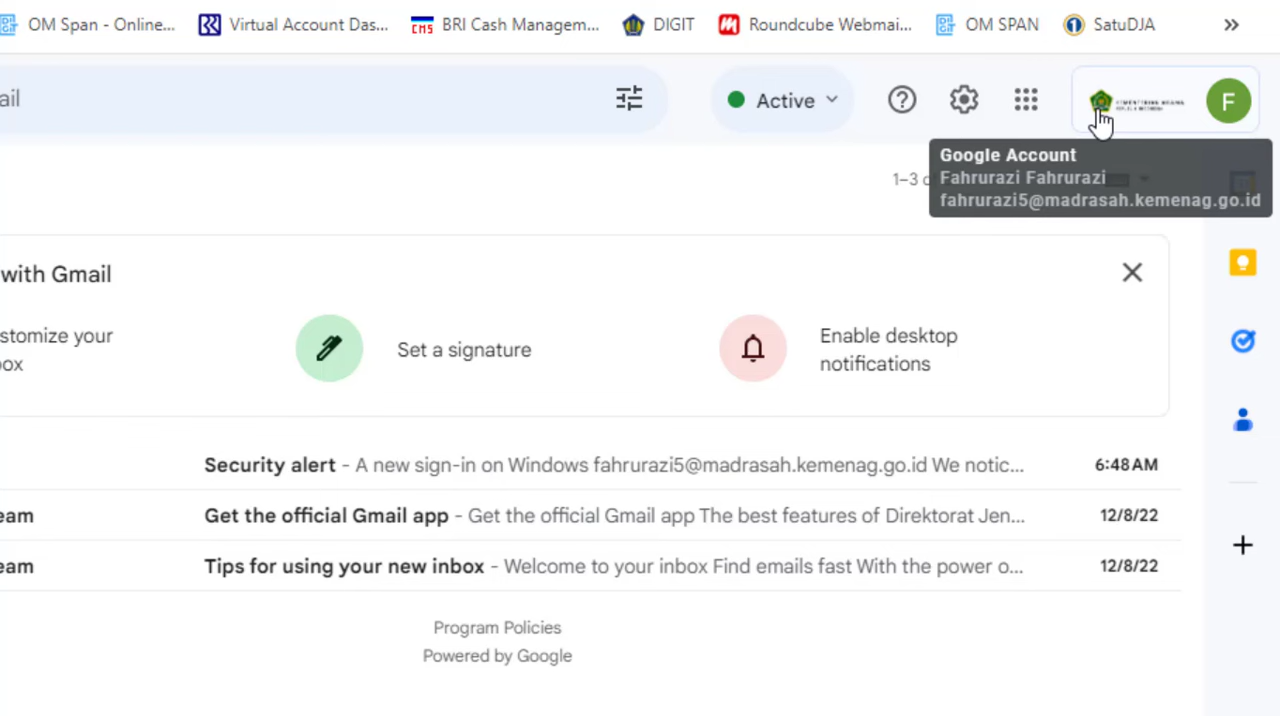 OM Span - Online... Virtual Account Das... CMS BRI Cash Managem... DIGIT Roundcube Webmai... OM SPAN SatuDJA
ail Active F
Google Account
Fahrurazi Fahrurazi
fahrurazi5@madrasah.kemenag.go.id
1–3 o
with Gmail
stomize your
box
Set a signature
Enable desktop
notifications
Security alert - A new sign-in on Windows fahrurazi5@madrasah.kemenag.go.id We notic... 6:48 AM
eam Get the official Gmail app - Get the official Gmail app The best features of Direktorat Jen... 12/8/22
eam Tips for using your new inbox - Welcome to your inbox Find emails fast With the power o... 12/8/22
Program Policies
Powered by Google